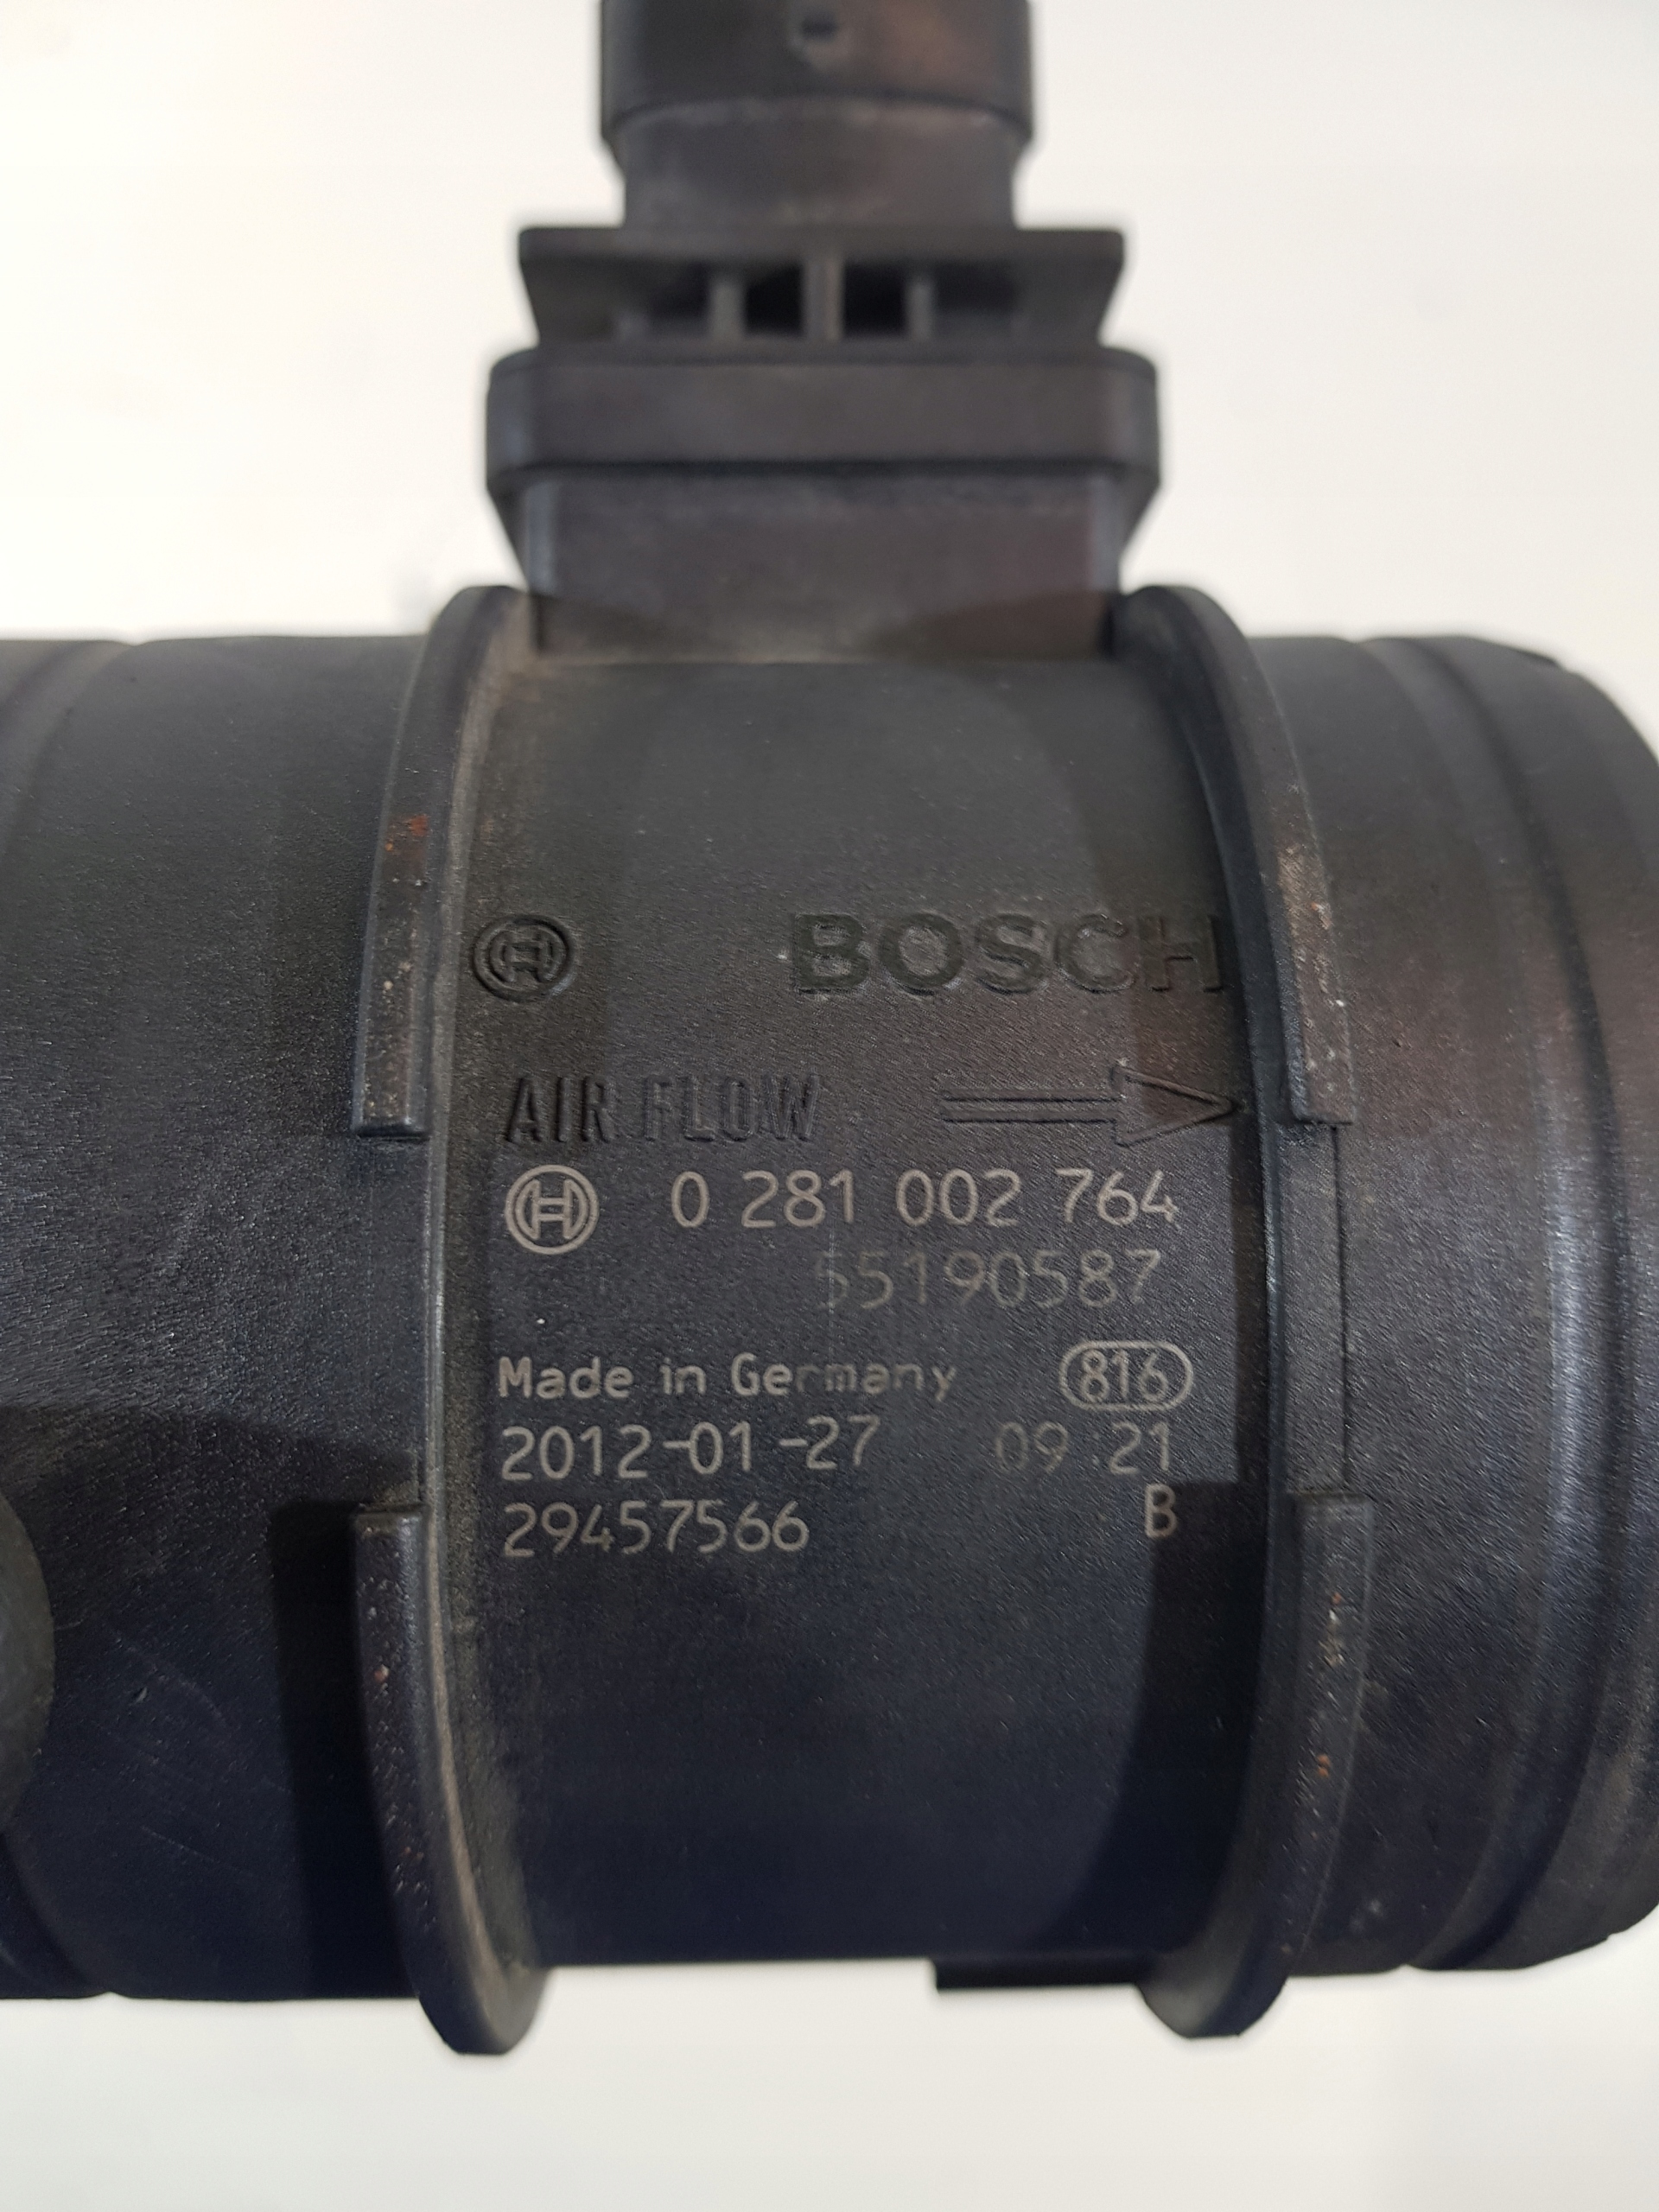 BOSCH
AIR FLOW
0 281 002 764
55190587
Made in Germany 816
2012-01-27 09:21
29457566 B